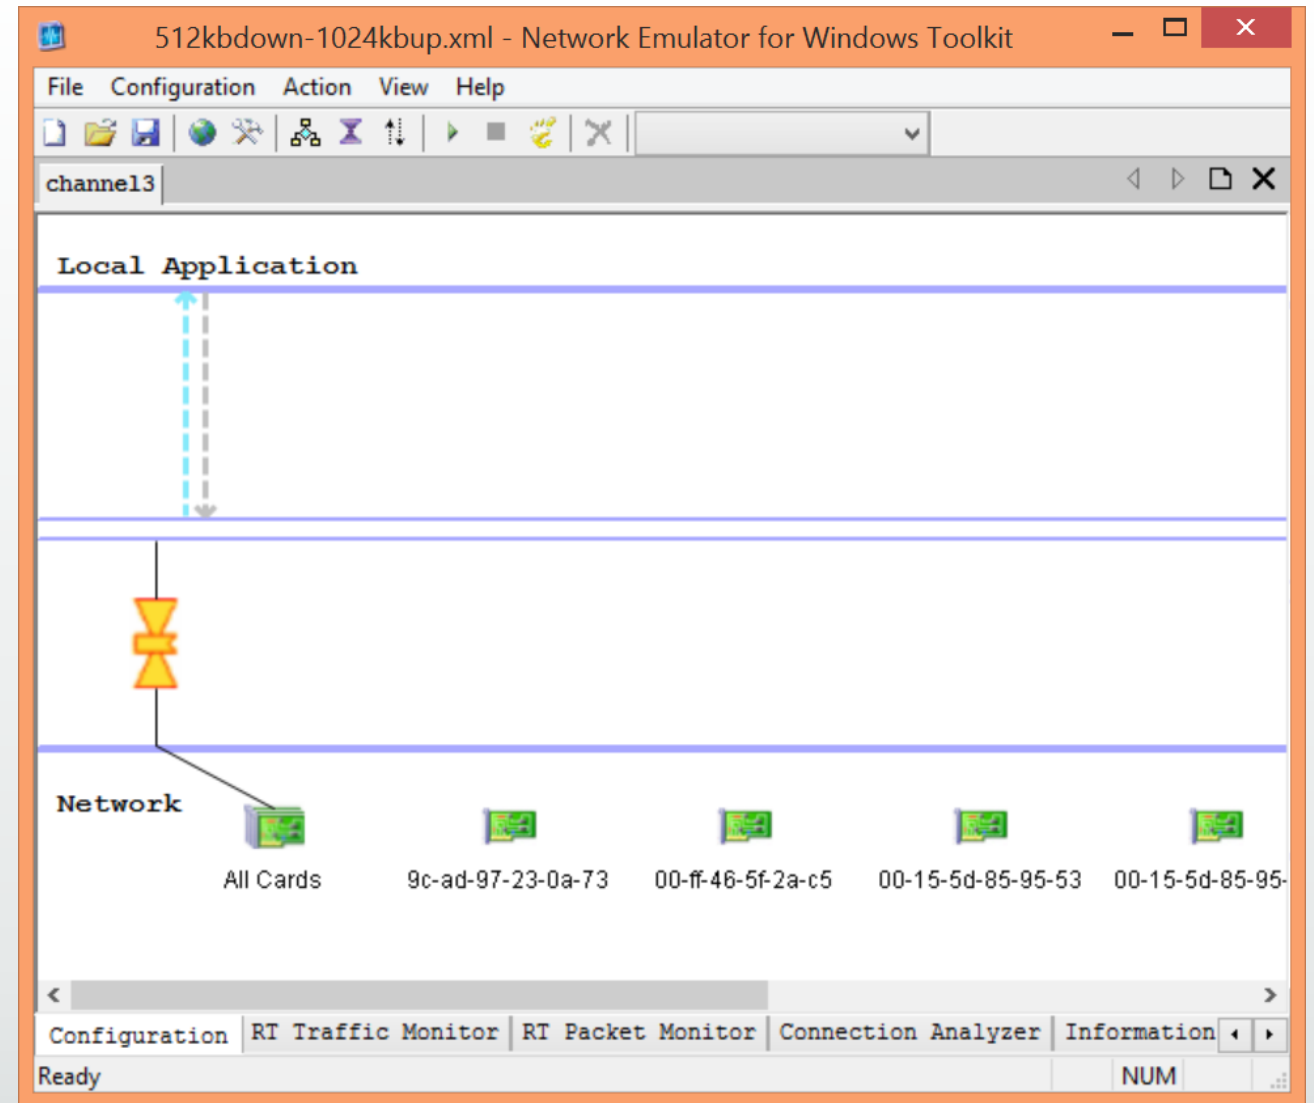 512kbdown-1024kbup.xml - Network Emulator for Windows Toolkit
File Configuration Action View Help
channel3
Local Application
Network
All Cards 9c-ad-97-23-0a-73 00-ff-46-5f-2a-c5 00-15-5d-85-95-53 00-15-5d-85-95-
Configuration RT Traffic Monitor RT Packet Monitor Connection Analyzer Information
Ready NUM